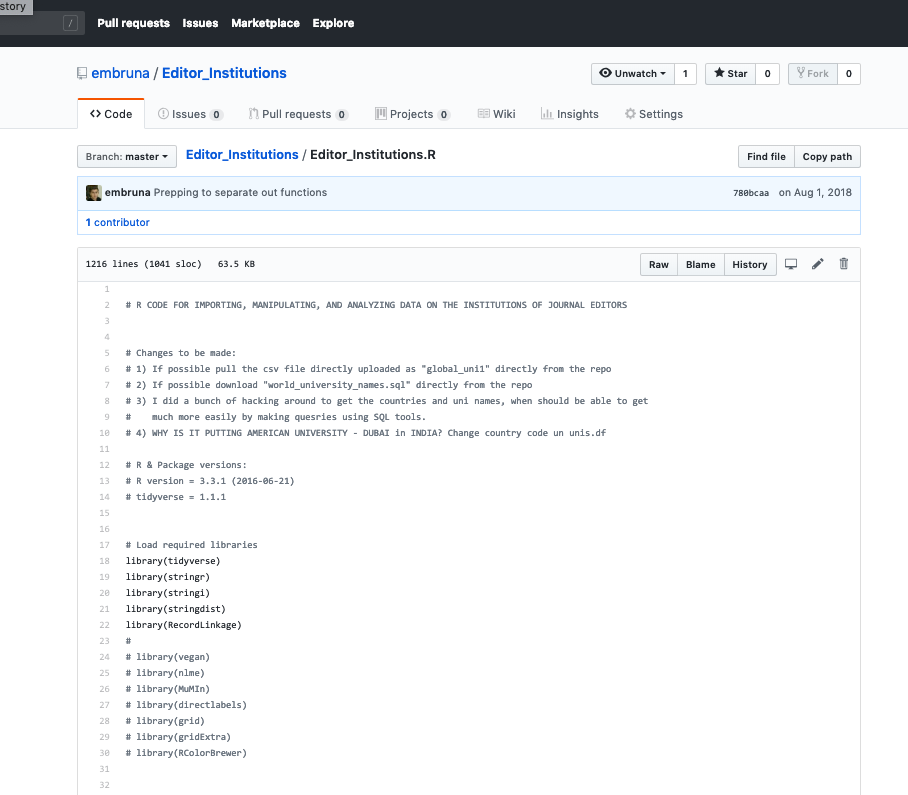 story
/ Pull requests Issues Marketplace Explore
embruna / Editor_Institutions
Unwatch 1 Star 0 Fork 0
Code Issues 0 Pull requests 0 Projects 0 Wiki Insights Settings
Branch: master Editor_Institutions / Editor_Institutions.R Find file Copy path
embruna Prepping to separate out functions 780bcaa on Aug 1, 2018
1 contributor
1216 lines (1041 sloc) 63.5 KB Raw Blame History
1
2 # R CODE FOR IMPORTING, MANIPULATING, AND ANALYZING DATA ON THE INSTITUTIONS OF JOURNAL EDITORS
3
4
5 # Changes to be made:
6 # 1) If possible pull the csv file directly uploaded as "global_uni1" directly from the repo
7 # 2) If possible download "world_university_names.sql" directly from the repo
8 # 3) I did a bunch of hacking around to get the countries and uni names, when should be able to get
9 # much more easily by making quesries using SQL tools.
10 # 4) WHY IS IT PUTTING AMERICAN UNIVERSITY - DUBAI in INDIA? Change country code un unis.df
11
12 # R & Package versions:
13 # R version = 3.3.1 (2016-06-21)
14 # tidyverse = 1.1.1
15
16
17 # Load required libraries
18 library(tidyverse)
19 library(stringr)
20 library(stringi)
21 library(stringdist)
22 library(RecordLinkage)
23 #
24 # library(vegan)
25 # library(nlme)
26 # library(MuMIn)
27 # library(directlabels)
28 # library(grid)
29 # library(gridExtra)
30 # library(RColorBrewer)
31
32